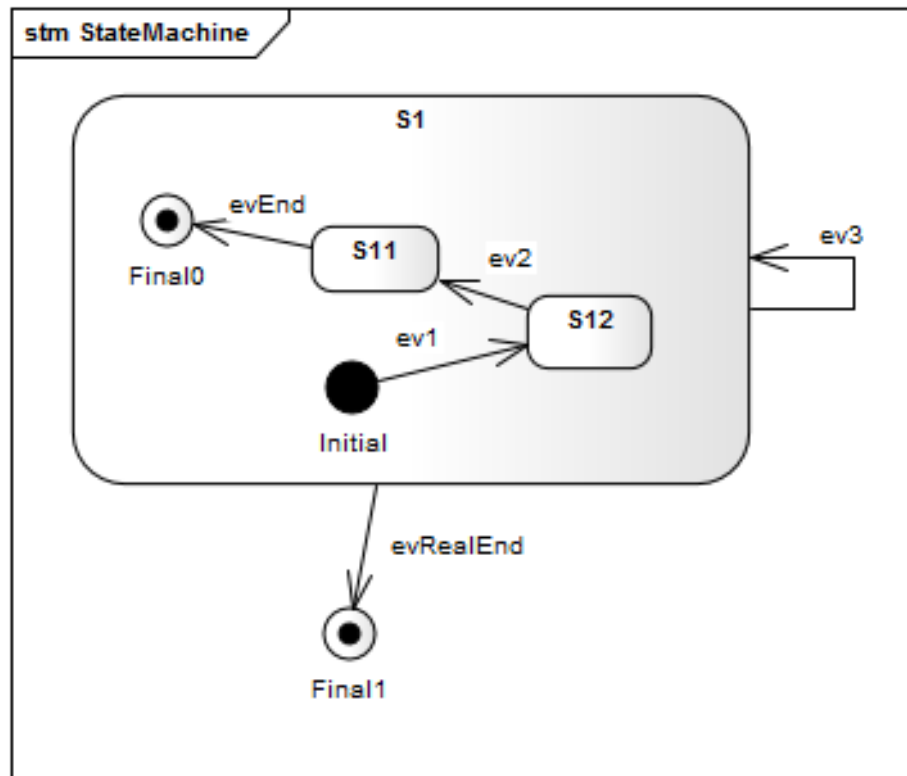 stm StateMachine
S1
evEnd
Final0
S11
ev2
ev3
S12
ev1
Initial
evRealEnd
Final1